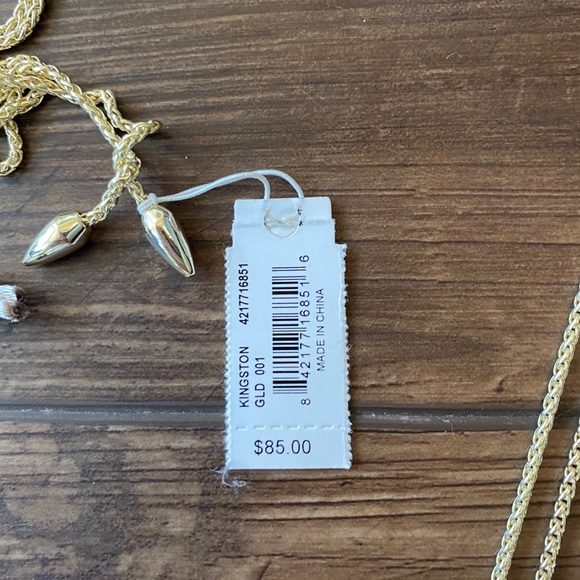 KINGSTON 4217716851
GLD 001
8 42177 16851 6
MADE IN CHINA
$85.00